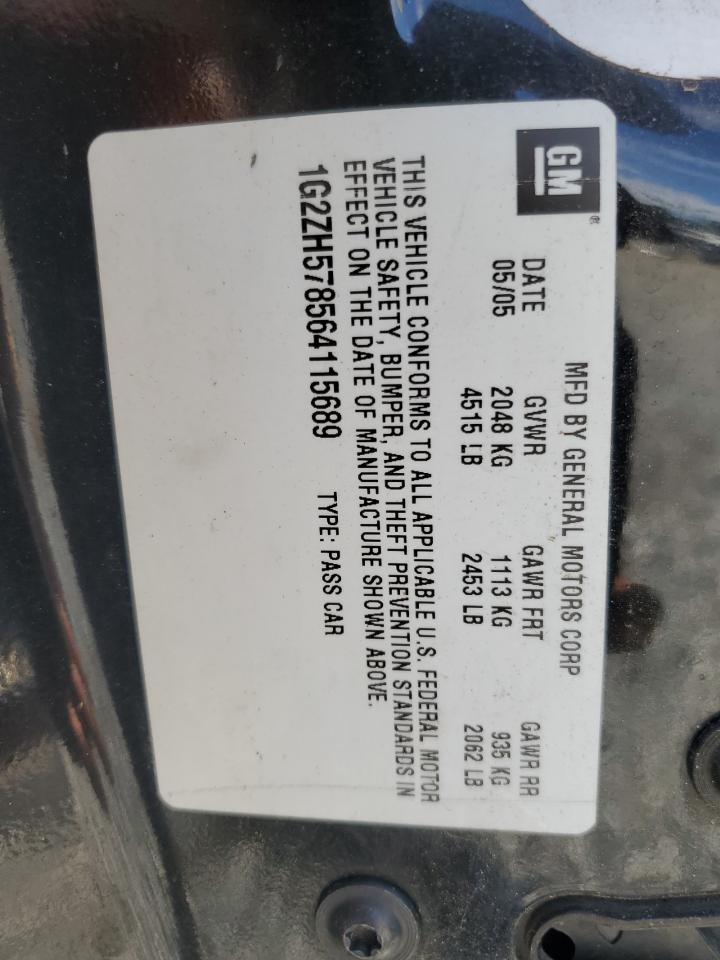 GM®
MFD BY GENERAL MOTORS CORP
DATE GVWR GAWR FRT GAWR RR
05/05 2048 KG 1113 KG 935 KG
4515 LB 2453 LB 2062 LB
THIS VEHICLE CONFORMS TO ALL APPLICABLE U.S. FEDERAL MOTOR
VEHICLE SAFETY, BUMPER, AND THEFT PREVENTION STANDARDS IN
EFFECT ON THE DATE OF MANUFACTURE SHOWN ABOVE.
1G2ZH578564115689 TYPE: PASS CAR